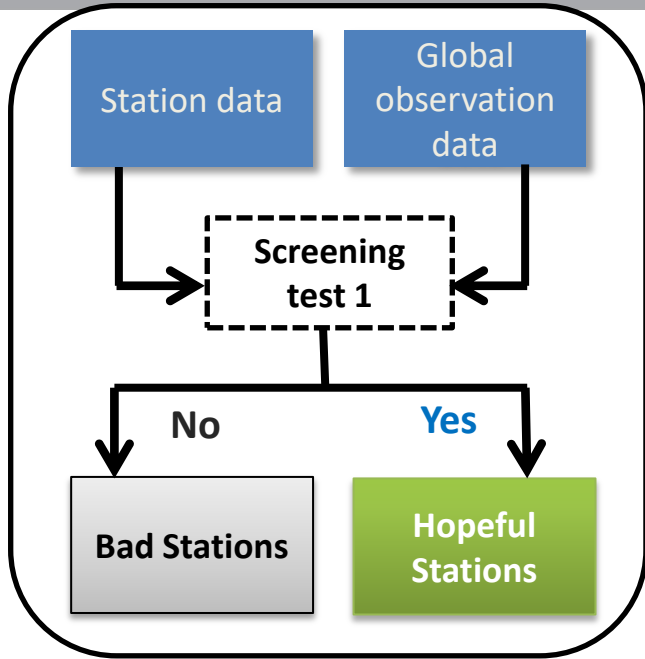 Station data
Global
observation
data
Screening
test 1
No
Yes
Bad Stations
Hopeful
Stations